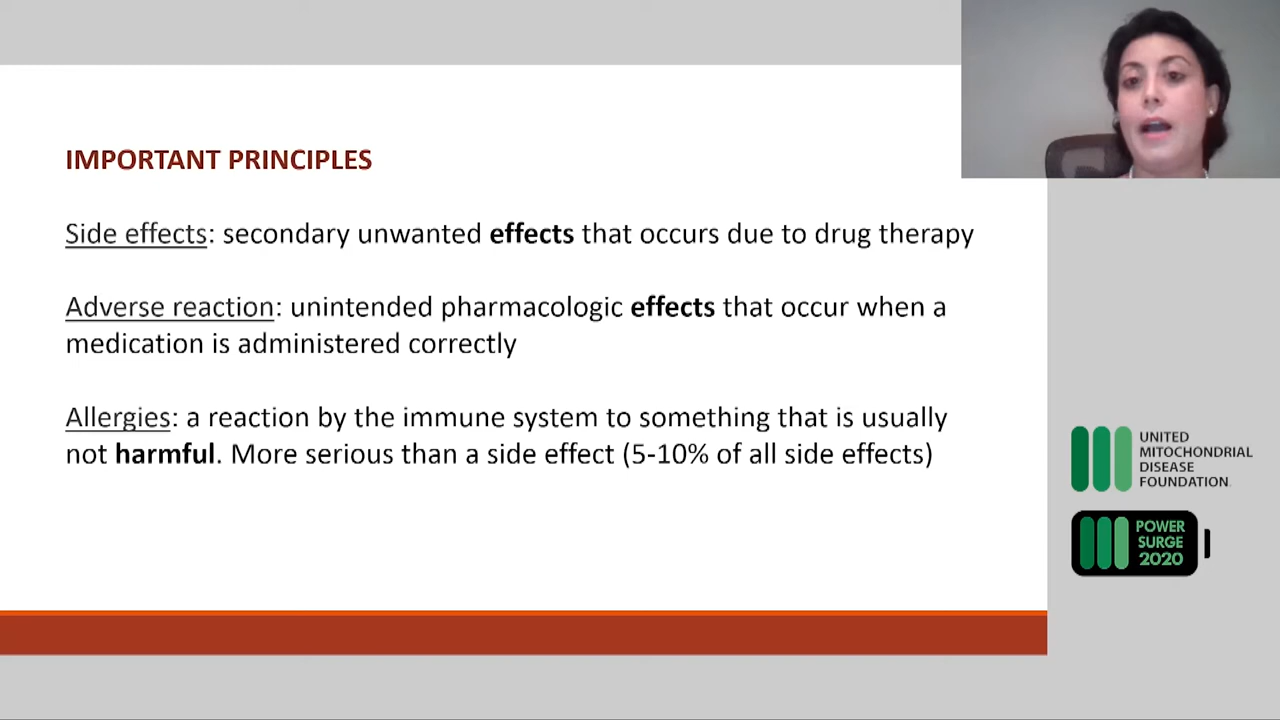 IMPORTANT PRINCIPLES
Side effects: secondary unwanted effects that occurs due to drug therapy
Adverse reaction: unintended pharmacologic effects that occur when a
medication is administered correctly
Allergies: a reaction by the immune system to something that is usually
not harmful. More serious than a side effect (5-10% of all side effects)
UNITED
MITOCHONDRIAL
DISEASE
FOUNDATION
POWER
SURGE
2020